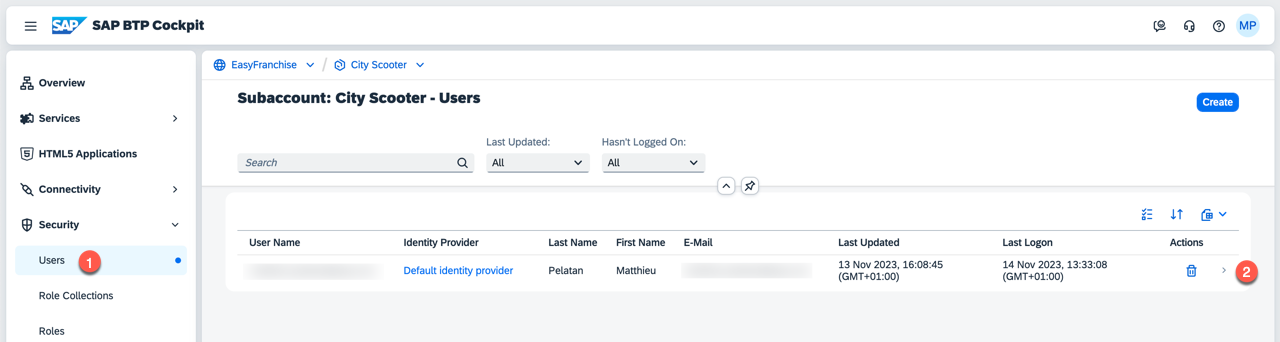 SAP SAP BTP Cockpit MP
EasyFranchise / City Scooter
Overview
Services
HTML5 Applications
Connectivity
Security
Users 1
Role Collections
Roles
Subaccount: City Scooter - Users
Create
Last Updated: Hasn't Logged On:
Search All All
User Name Identity Provider Last Name First Name E-Mail Last Updated Last Logon Actions
Default identity provider Pelatan Matthieu 13 Nov 2023, 16:08:45 14 Nov 2023, 13:33:08 2
(GMT+01:00) (GMT+01:00)